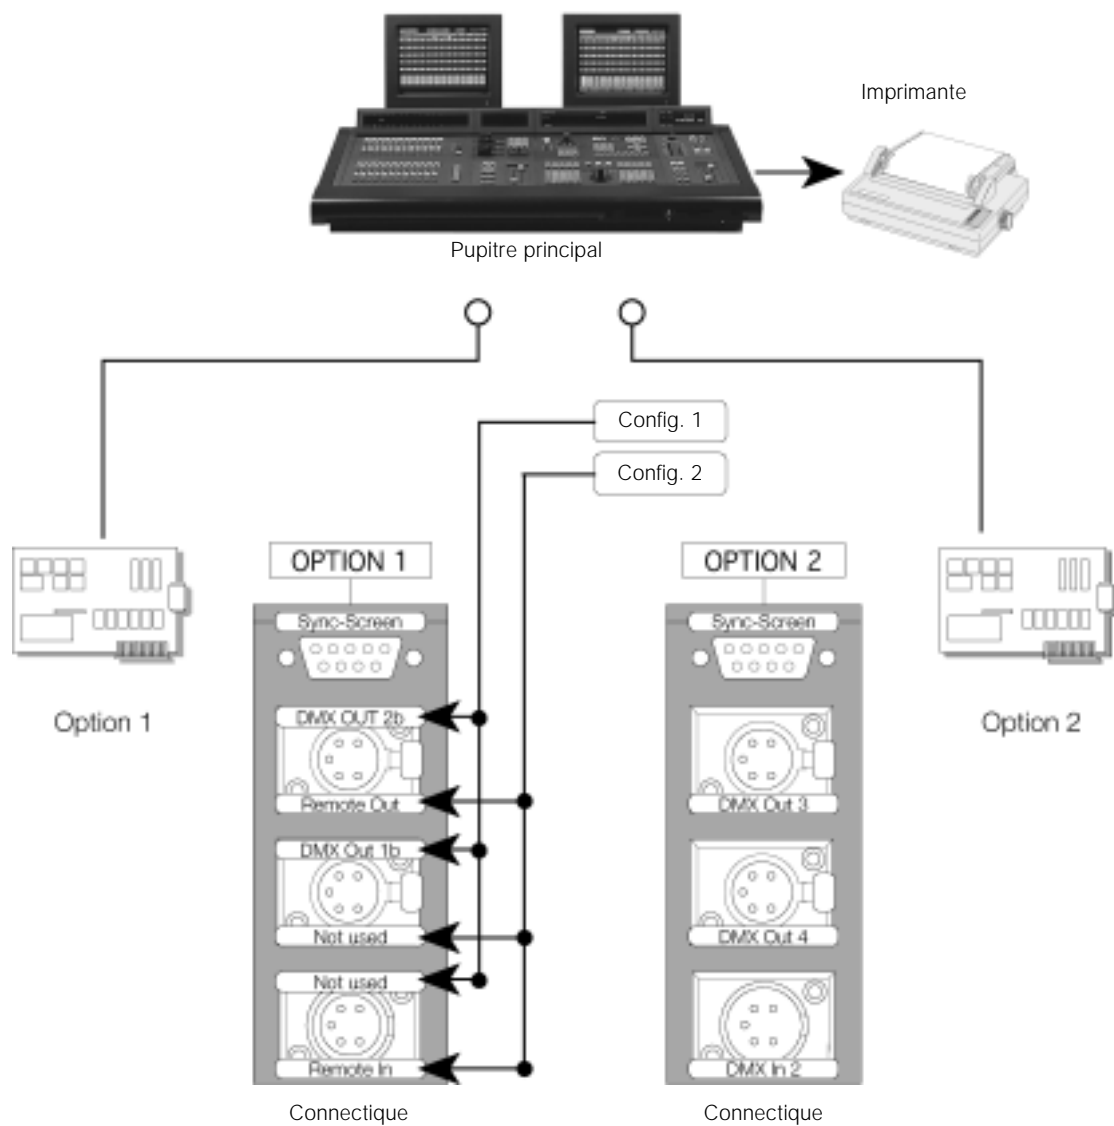 Imprimante
Pupitre principal
Config. 1
Config. 2
OPTION 1
OPTION 2
Sync-Screen
Sync-Screen
Option 1
Option 2
DMX OUT 2b
Remote Out
DMX Out 1b
Not used
Not used
Remote In
DMX Out 3
DMX Out 4
DMX In 2
Connectique
Connectique